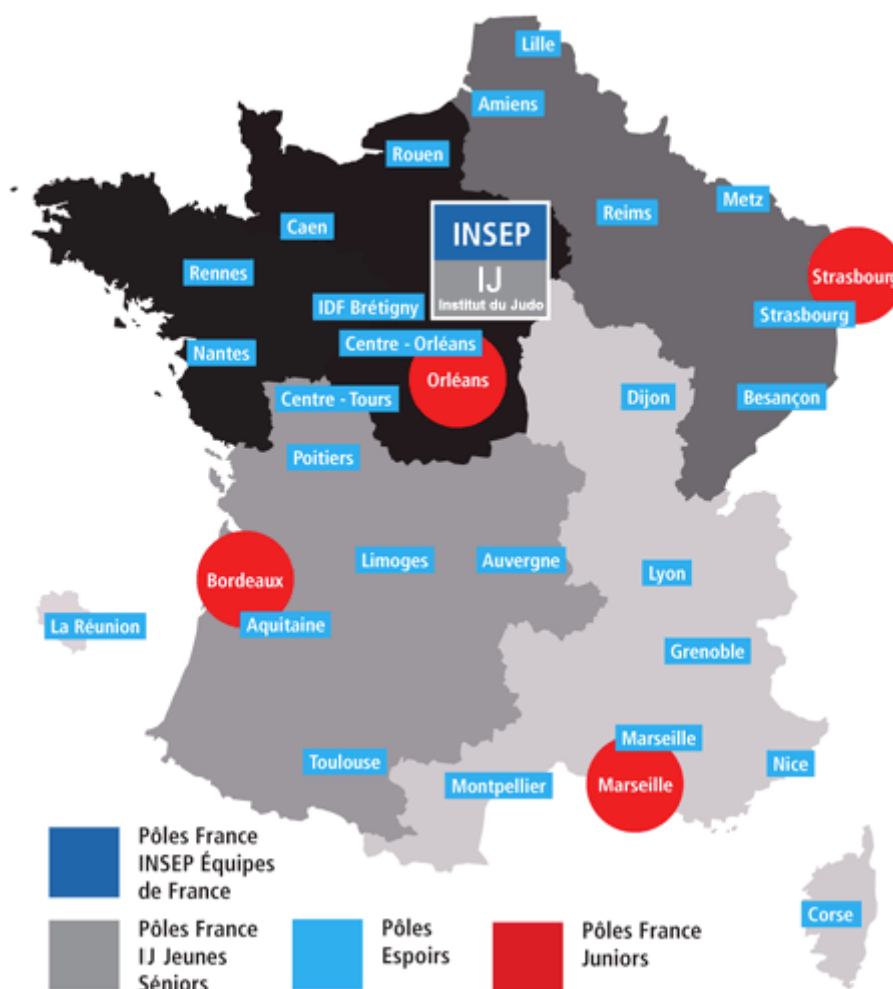 Lille
Amiens
Rouen
Metz
Reims
INSEP
IJ
Institut du Judo
Caen
Rennes
Strasbourg
IDF Brétigny
Strasbourg
Centre - Orléans
Nantes
Orléans
Centre - Tours
Dijon
Besançon
Poitiers
Limoges
Auvergne
Lyon
Bordeaux
La Réunion
Aquitaine
Grenoble
Marseille
Toulouse
Nice
Montpellier
Marseille
Corse
Pôles France
INSEP Équipes
de France
Pôles France
IJ Jeunes
Séniors
Pôles
Espoirs
Pôles France
Juniors